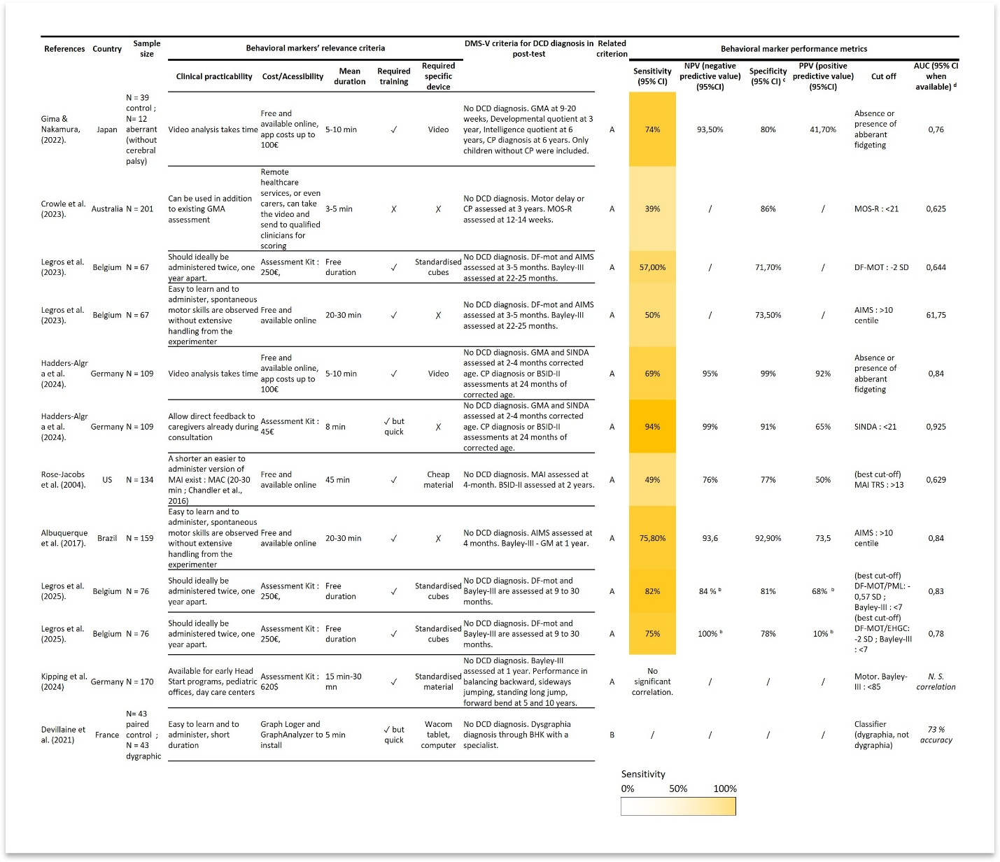 References Country Sample size Behavioral markers' relevance criteria DMS-V criteria for DCD diagnosis in post-test Related criterion Behavioral marker performance metrics
Clinical practicability Cost/Acessibility Mean duration Required training Required specific device Sensitivity (95% CI) NPV (negative predictive value) (95%CI) Specificity (95% CI) c PPV (positive predictive value) (95%CI) Cut off AUC (95% CI when available) d
Gima & Nakamura, (2022). Japan N = 39 control ; N= 12 aberrant (without cerebral palsy) Video analysis takes time Free and available online, app costs up to 100€ 5-10 min ✓ Video No DCD diagnosis. GMA at 9-20 weeks, Developmental quotient at 3 year, Intelligence quotient at 6 years, CP diagnosis at 6 years. Only children without CP were included. A 74% 93,50% 80% 41,70% Absence or presence of abberant fidgeting 0,76
Crowle et al. (2023). Australia N = 201 Can be used in addition to existing GMA assessment Remote healthcare services, or even carers, can take the video and send to qualified clinicians for scoring 3-5 min X X No DCD diagnosis. Motor delay or CP assessed at 3 years. MOS-R assessed at 12-14 weeks. A 39% / 86% / MOS-R : <21 0,625
Legros et al. (2023). Belgium N = 67 Should ideally be administered twice, one year apart. Assessment Kit : 250€, Free duration ✓ Standardised cubes No DCD diagnosis. DF-mot and AIMS assessed at 3-5 months. Bayley-III assessed at 22-25 months. A 57,00% / 71,70% / DF-MOT : -2 SD 0,644
Legros et al. (2023). Belgium N = 67 Easy to learn and to administer, spontaneous motor skills are observed without extensive handling from the experimenter Free and available online 20-30 min ✓ X No DCD diagnosis. DF-mot and AIMS assessed at 3-5 months. Bayley-III assessed at 22-25 months. A 50% / 73,50% / AIMS : >10 centile 61,75
Hadders-Algr a et al. (2024). Germany N = 109 Video analysis takes time Free and available online, app costs up to 100€ 5-10 min ✓ Video No DCD diagnosis. GMA and SINDA assessed at 2-4 months corrected age. CP diagnosis or BSID-II assessments at 24 months of corrected age. A 69% 95% 99% 92% Absence or presence of abberant fidgeting 0,84
Hadders-Algr a et al. (2024). Germany N = 109 Allow direct feedback to caregivers already during consultation Assessment Kit : 45€ 8 min ✓ but quick X No DCD diagnosis. GMA and SINDA assessed at 2-4 months corrected age. CP diagnosis or BSID-II assessments at 24 months of corrected age. A 94% 99% 91% 65% SINDA : <21 0,925
Rose-Jacobs et al. (2004). US N = 134 A shorter an easier to administer version of MAI exist : MAC (20-30 min ; Chandler et al., 2016) Free and available online 45 min ✓ Cheap material No DCD diagnosis. MAI assessed at 4-month. BSID-II assessed at 2 years. A 49% 76% 77% 50% (best cut-off) MAI TRS : >13 0,629
Albuquerque et al. (2017). Brazil N = 159 Easy to learn and to administer, spontaneous motor skills are observed without extensive handling from the experimenter Free and available online 20-30 min ✓ X No DCD diagnosis. AIMS assessed at 4 months. Bayley-III - GM at 1 year. A 75,80% 93,6 92,90% 73,5 AIMS : >10 centile 0,84
Legros et al. (2025). Belgium N = 76 Should ideally be administered twice, one year apart. Assessment Kit : 250€, Free duration ✓ Standardised cubes No DCD diagnosis. DF-mot and Bayley-III are assessed at 9 to 30 months. A 82% 84 % b 81% 68% b (best cut-off) DF-MOT/PML: - 0,57 SD ; Bayley-III : <7 0,83
Legros et al. (2025). Belgium N = 76 Should ideally be administered twice, one year apart. Assessment Kit : 250€, Free duration ✓ Standardised cubes No DCD diagnosis. DF-mot and Bayley-III are assessed at 9 to 30 months. A 75% 100% b 78% 10% b (best cut-off) DF-MOT/EHGC: -2 SD ; Bayley-III : <7 0,78
Kipping et al. (2024) Germany N = 170 Available for early Head Start programs, pediatric offices, day care centers Assessment Kit : 620$ 15 min-30 mn ✓ Standardised material No DCD diagnosis. Bayley-III assessed at 1 year. Performance in balancing backward, sideways jumping, standing long jump, forward bend at 5 and 10 years. A No significant correlation. / / / Motor. Bayley-III : <85 N. S. correlation
Devillaine et al. (2021) France N= 43 paired control ; N = 43 dygraphic Easy to learn and to administer, short duration Graph Loger and GraphAnalyzer to install 5 min ✓ but quick Wacom tablet, computer No DCD diagnosis. Dysgraphia diagnosis through BHK with a specialist. B / / / / Classifier (dygraphia, not dygraphia) 73 % accuracy
Sensitivity
0% 50% 100%